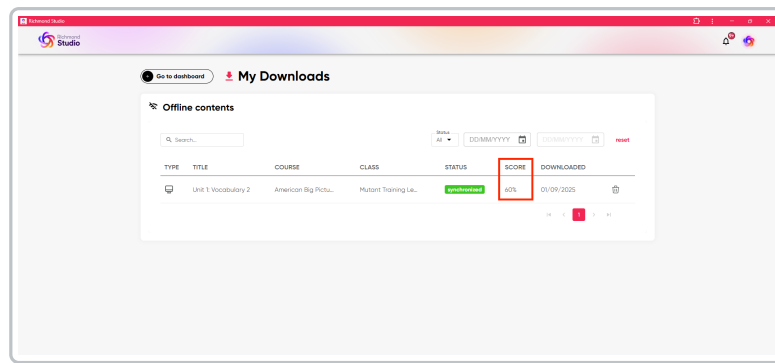 Richmond Studio
Richmond
Studio
9+
Go to dashboard
My Downloads
Offline contents
Search...
Status
All
DD/MM/YYYY
DD/MM/YYYY
reset
TYPE TITLE COURSE CLASS STATUS SCORE DOWNLOADED
Unit 1: Vocabulary 2 American Big Pictu... Mutant Training Le... synchronised 60% 01/09/2025
1